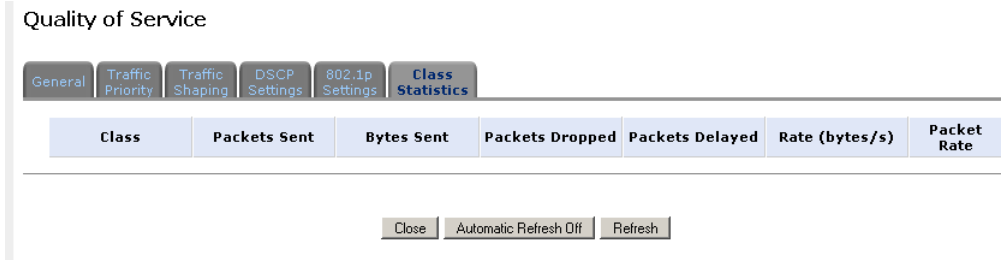 Quality of Service
General Traffic Priority Traffic Shaping DSCP Settings 802.1p Settings Class Statistics
Class Packets Sent Bytes Sent Packets Dropped Packets Delayed Rate (bytes/s) Packet Rate
Close Automatic Refresh Off Refresh